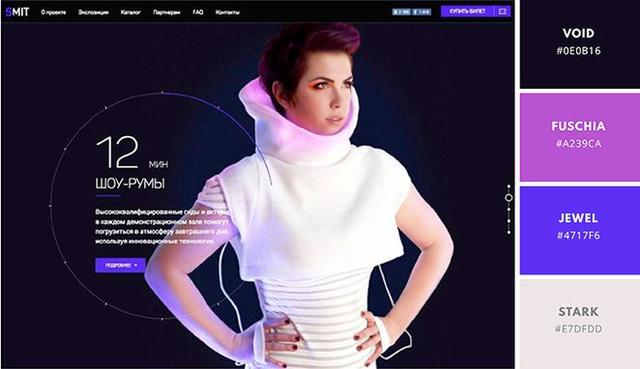 SMIT
О проекте Экспозиция Каталог Партнерам FAQ Контакты
КУПИТЬ БИЛЕТ
12 мин
ШОУ-РУМЫ
Высококвалифицированные гиды и актеры
в каждом демонстрационном зале помогут
погрузиться в атмосферу завтрашнего дня,
используя инновационные технологии.
ПОДРОБНЕЕ
VOID
#0E0B16
FUSCHIA
#A239CA
JEWEL
#4717F6
STARK
#E7DFDD